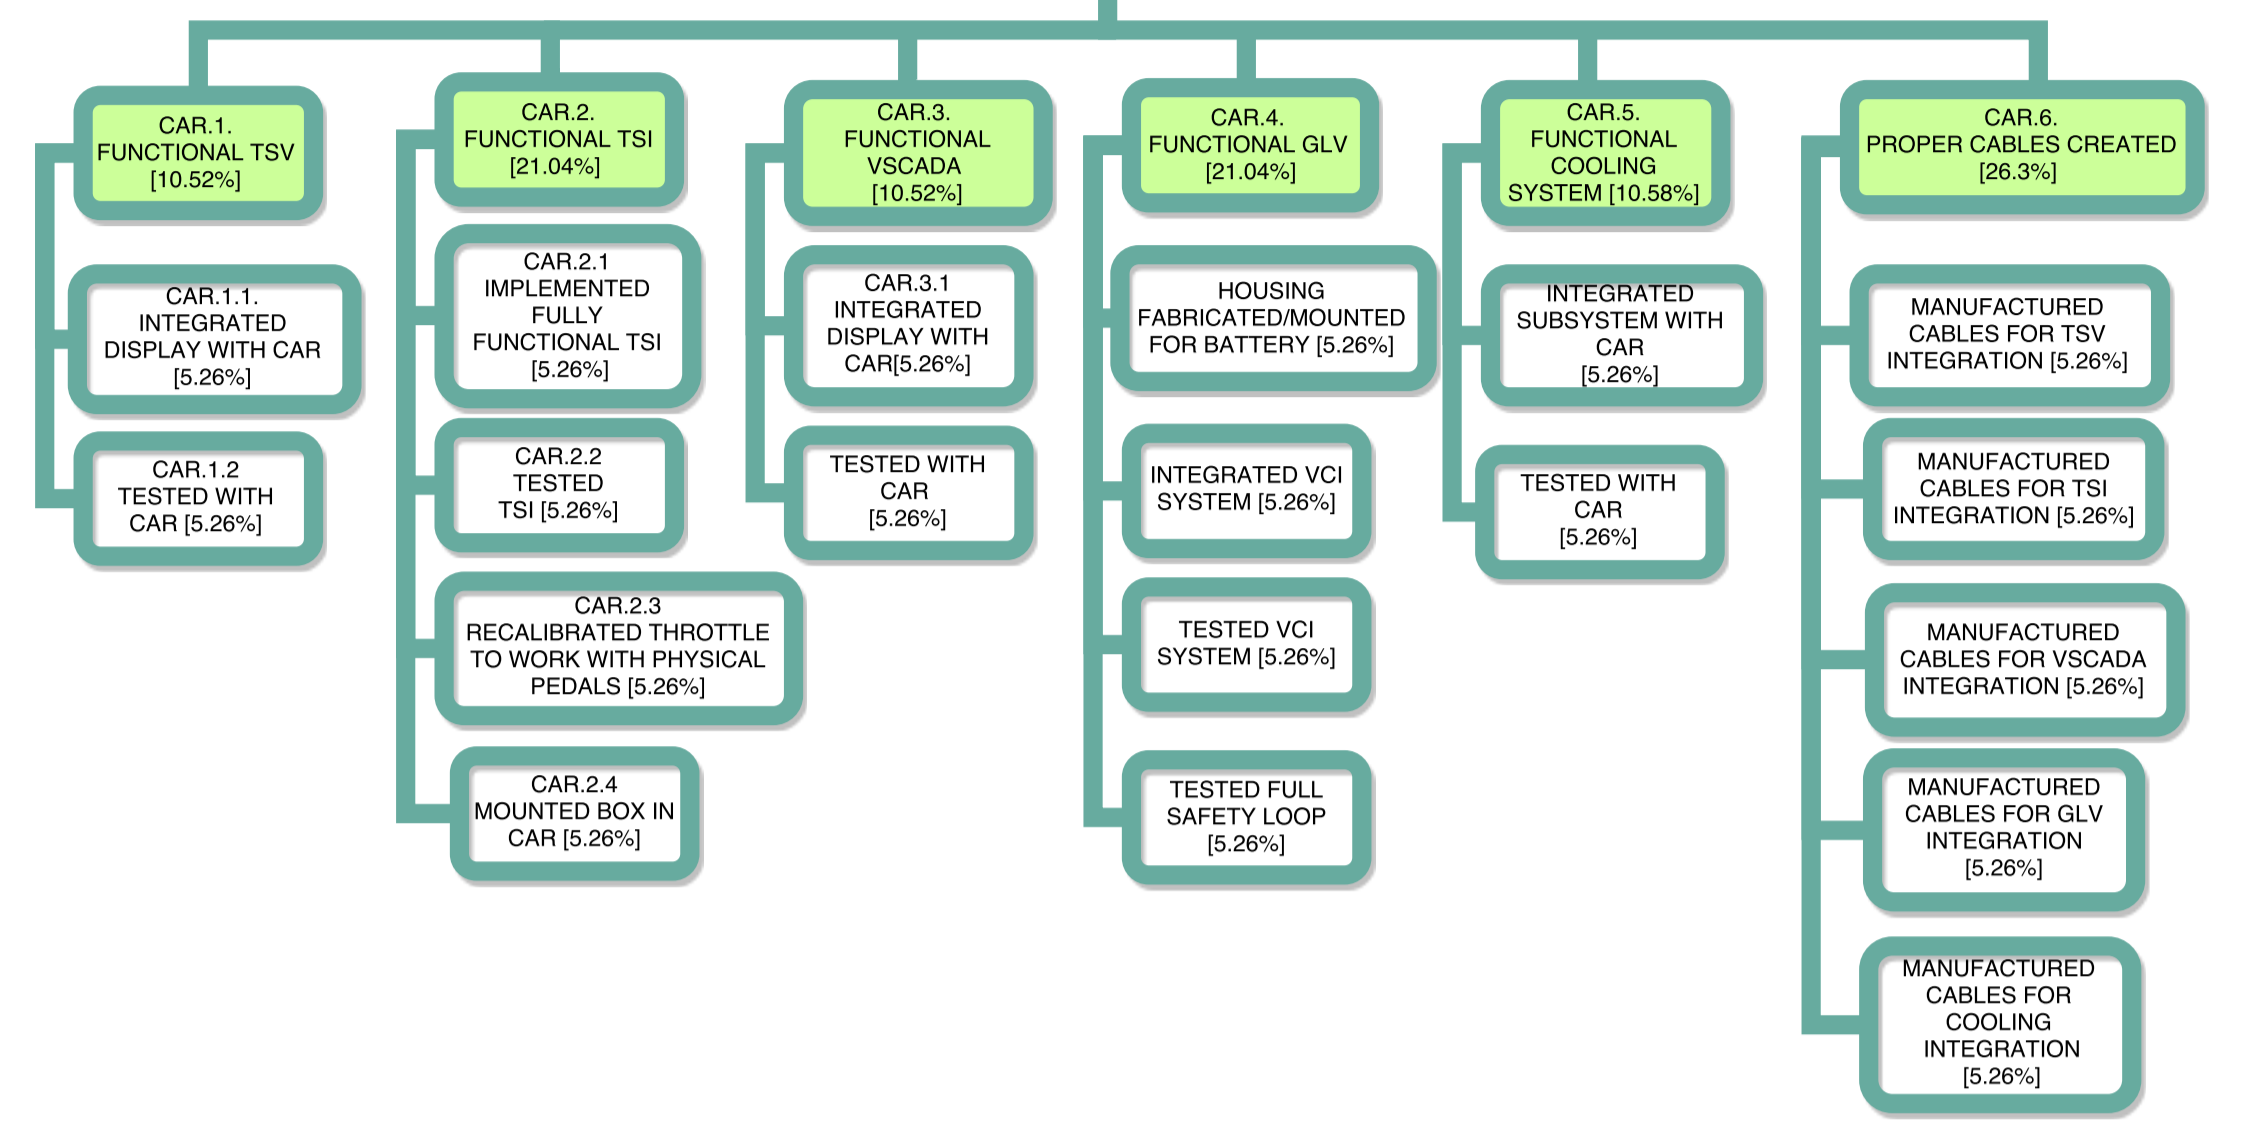 CAR.1.
FUNCTIONAL TSV
[10.52%]
CAR.1.1.
INTEGRATED
DISPLAY WITH CAR
[5.26%]
CAR.1.2
TESTED WITH
CAR [5.26%]
CAR.2.
FUNCTIONAL TSI
[21.04%]
CAR.2.1
IMPLEMENTED
FULLY
FUNCTIONAL TSI
[5.26%]
CAR.2.2
TESTED
TSI [5.26%]
CAR.2.3
RECALIBRATED THROTTLE
TO WORK WITH PHYSICAL
PEDALS [5.26%]
CAR.2.4
MOUNTED BOX IN
CAR [5.26%]
CAR.3.
FUNCTIONAL
VSCADA
[10.52%]
CAR.3.1
INTEGRATED
DISPLAY WITH
CAR[5.26%]
TESTED WITH
CAR
[5.26%]
CAR.4.
FUNCTIONAL GLV
[21.04%]
HOUSING
FABRICATED/MOUNTED
FOR BATTERY [5.26%]
INTEGRATED VCI
SYSTEM [5.26%]
TESTED VCI
SYSTEM [5.26%]
TESTED FULL
SAFETY LOOP
[5.26%]
CAR.5.
FUNCTIONAL
COOLING
SYSTEM [10.58%]
INTEGRATED
SUBSYSTEM WITH
CAR
[5.26%]
TESTED WITH
CAR
[5.26%]
CAR.6.
PROPER CABLES CREATED
[26.3%]
MANUFACTURED
CABLES FOR TSV
INTEGRATION [5.26%]
MANUFACTURED
CABLES FOR TSI
INTEGRATION [5.26%]
MANUFACTURED
CABLES FOR VSCADA
INTEGRATION [5.26%]
MANUFACTURED
CABLES FOR GLV
INTEGRATION
[5.26%]
MANUFACTURED
CABLES FOR
COOLING
INTEGRATION
[5.26%]